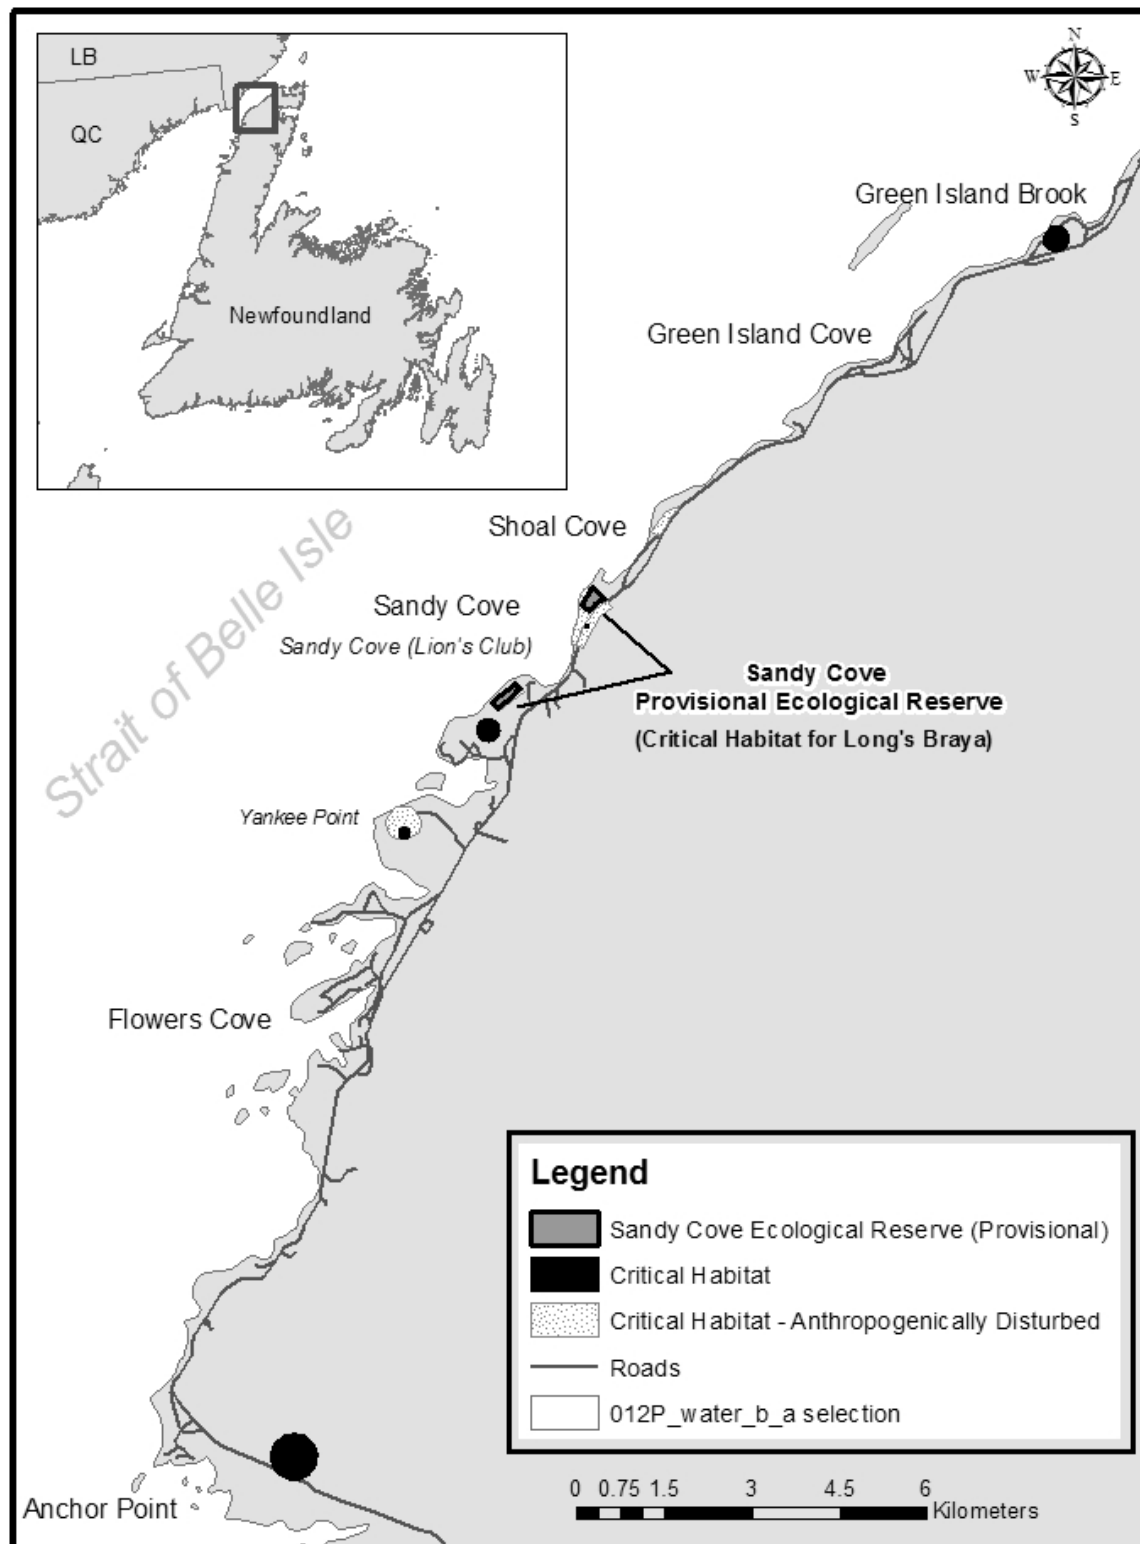 LB
QC
Newfoundland
N
W
E
S
Green Island Brook
Green Island Cove
Shoal Cove
Strait of Belle Isle
Sandy Cove
Sandy Cove (Lion's Club)
Sandy Cove
Provisional Ecological Reserve
(Critical Habitat for Long's Braya)
Yankee Point
Flowers Cove
Legend
Sandy Cove Ecological Reserve (Provisional)
Critical Habitat
Critical Habitat - Anthropogenically Disturbed
Roads
012P_water_b_a selection
Anchor Point
0 0.75 1.5 3 4.5 6
Kilometers